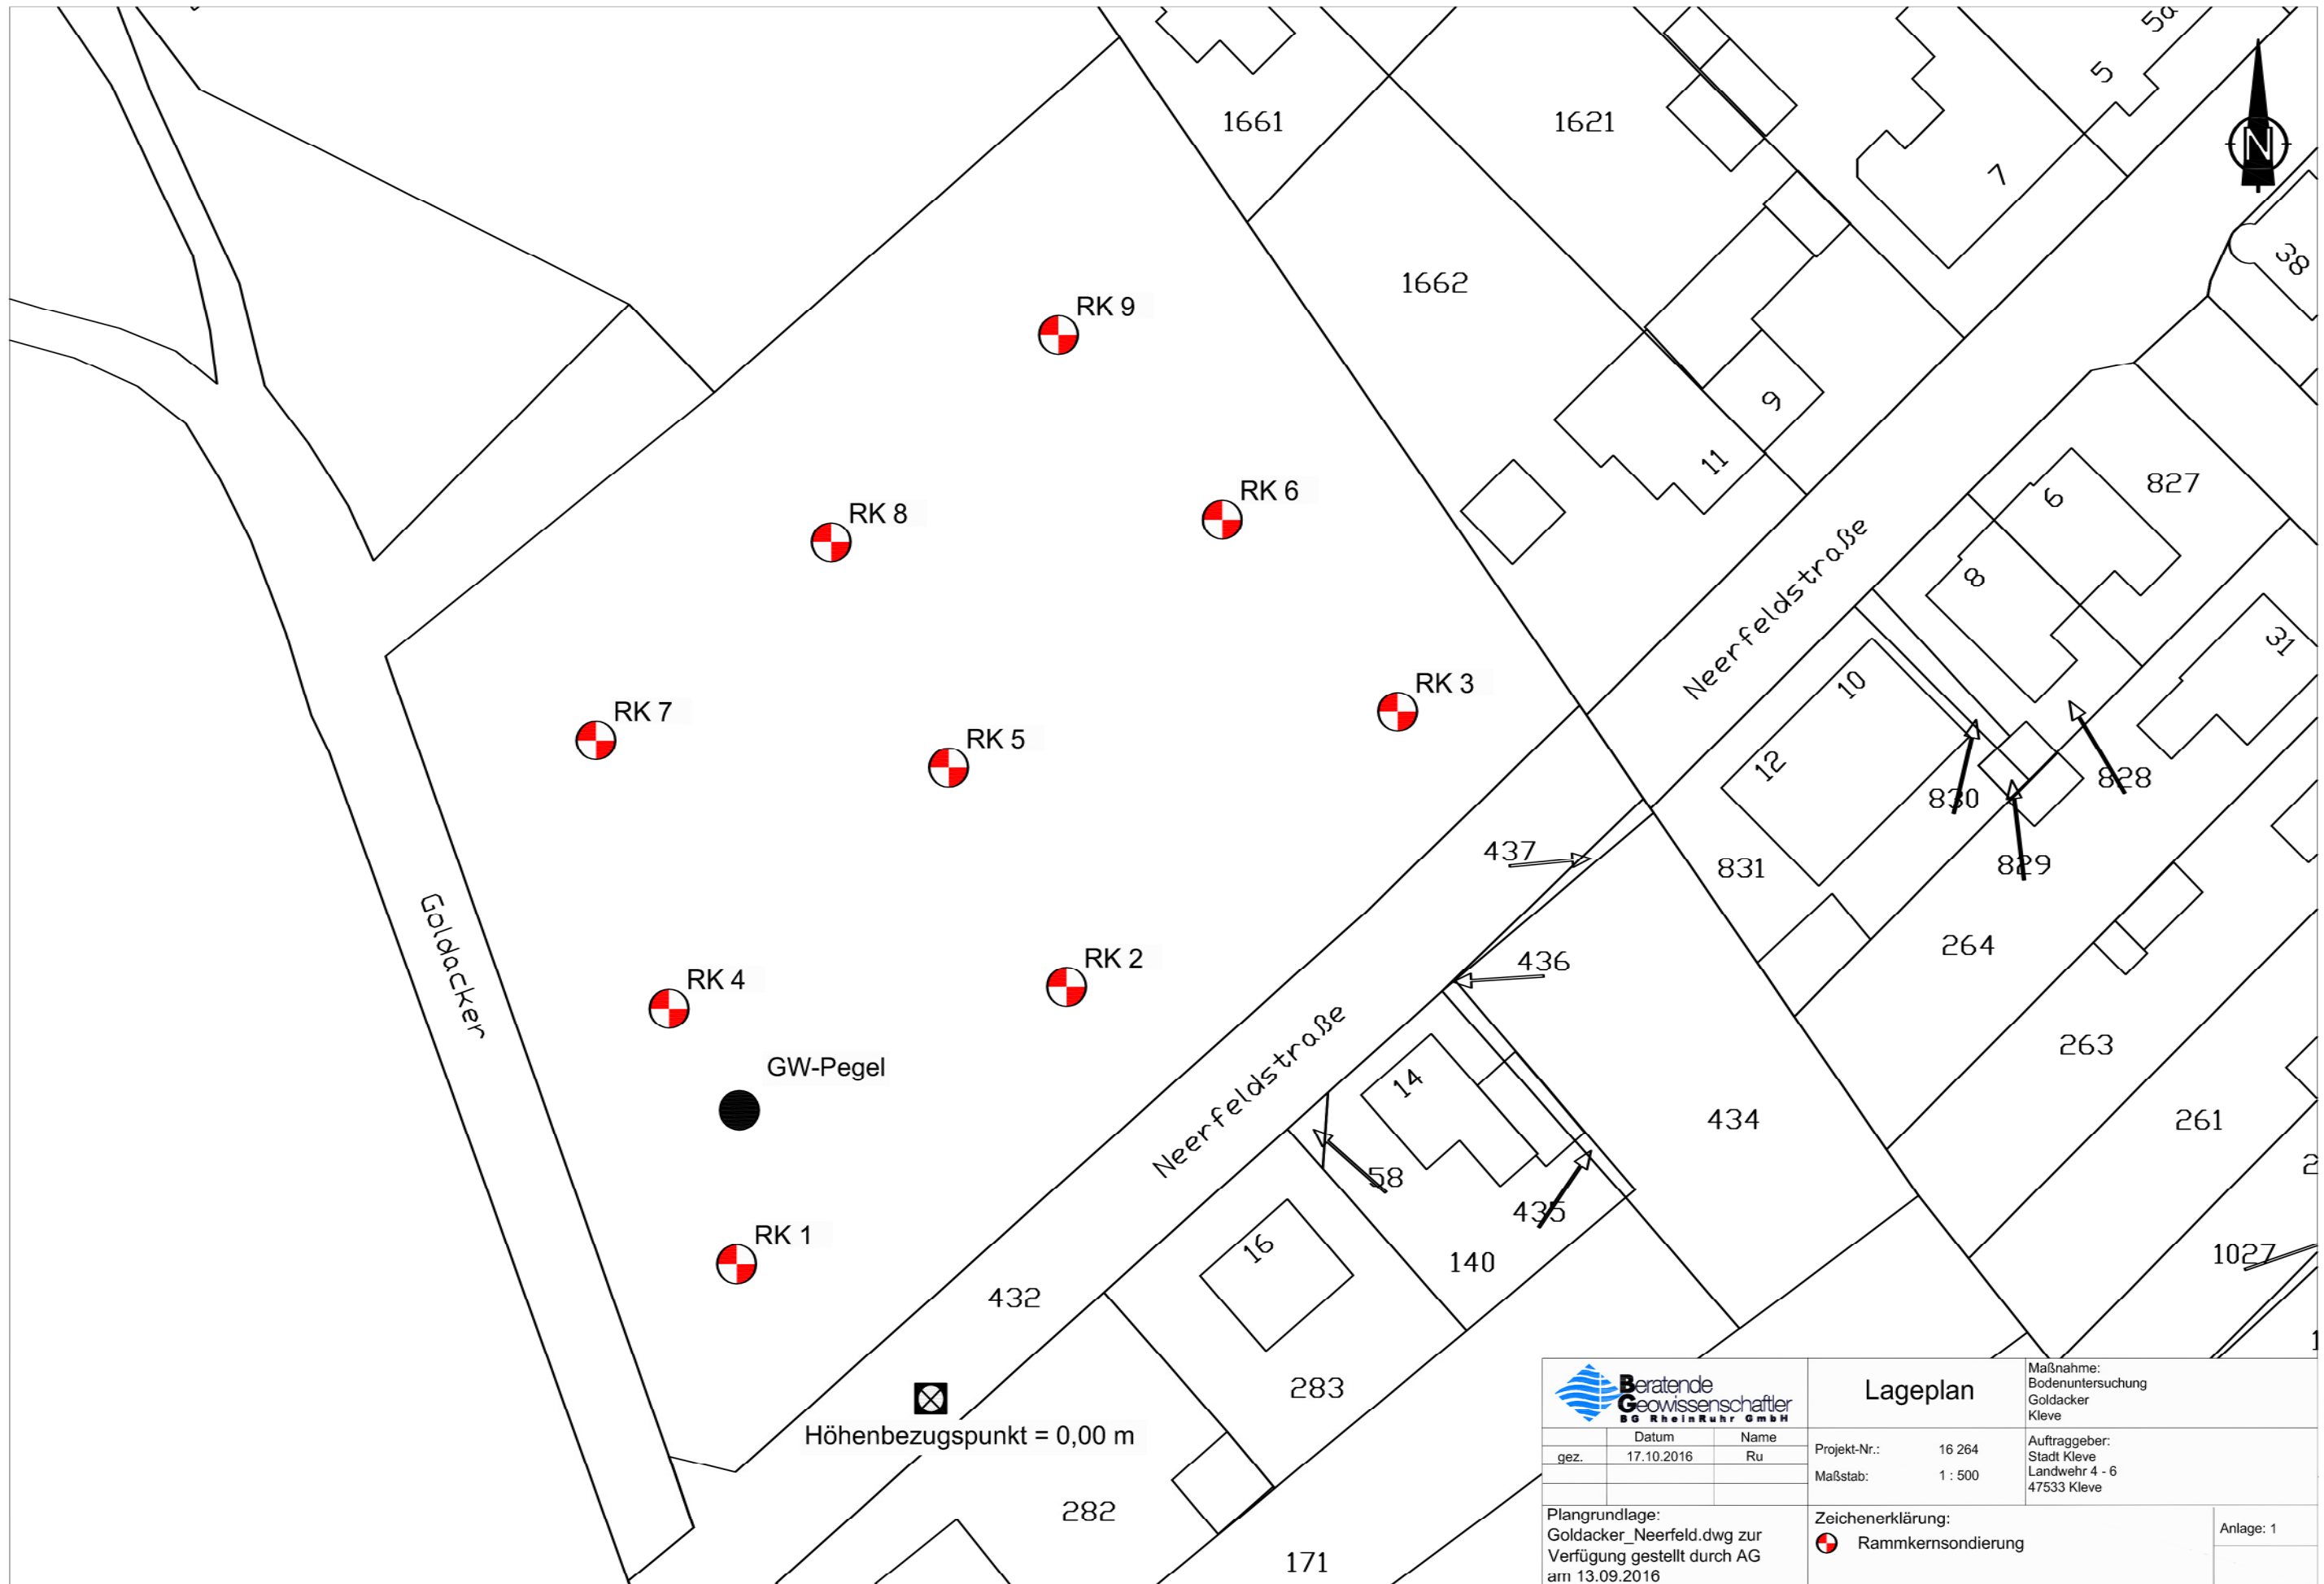 5a
5
7
N
1661
1621
38
1662
RK 9
9
11
RK 6
RK 8
827
6
8
Neerfeldstraße
31
10
12
RK 3
RK 7
RK 5
828
830
829
437
831
Goldacker
264
RK 2
436
RK 4
263
GW-Pegel
Neerfeldstraße
14
434
261
58
2
435
RK 1
16
140
1027
432
1
283
Höhenbezugspunkt = 0,00 m
282
171
Beratende
Geowissenschaftler
BG RheinRuhr GmbH
Lageplan
Maßnahme:
Bodenuntersuchung
Goldacker
Kleve
Datum Name
gez. 17.10.2016 Ru
Projekt-Nr.: 16 264
Maßstab: 1 : 500
Auftraggeber:
Stadt Kleve
Landwehr 4 - 6
47533 Kleve
Plangrundlage:
Goldacker_Neerfeld.dwg zur
Verfügung gestellt durch AG
am 13.09.2016
Zeichenerklärung:
Rammkernsondierung
Anlage: 1